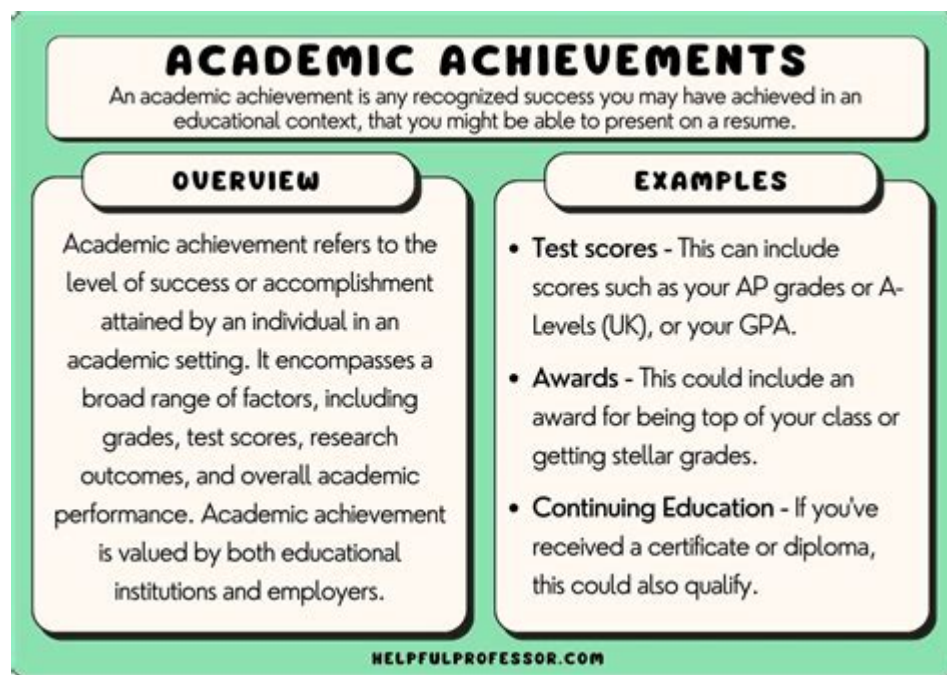 ACADEMIC ACHIEVEMENTS
An academic achievement is any recognized success you may have achieved in an
educational context, that you might be able to present on a resume.
OVERVIEW
Academic achievement refers to the
level of success or accomplishment
attained by an individual in an
academic setting. It encompasses a
broad range of factors, including
grades, test scores, research
outcomes, and overall academic
performance. Academic achievement
is valued by both educational
institutions and employers.
EXAMPLES
• Test scores - This can include
scores such as your AP grades or A-
Levels (UK), or your GPA.
• Awards - This could include an
award for being top of your class or
getting stellar grades.
• Continuing Education - If you've
received a certificate or diploma,
this could also qualify.
HELPFULPROFESSOR.COM